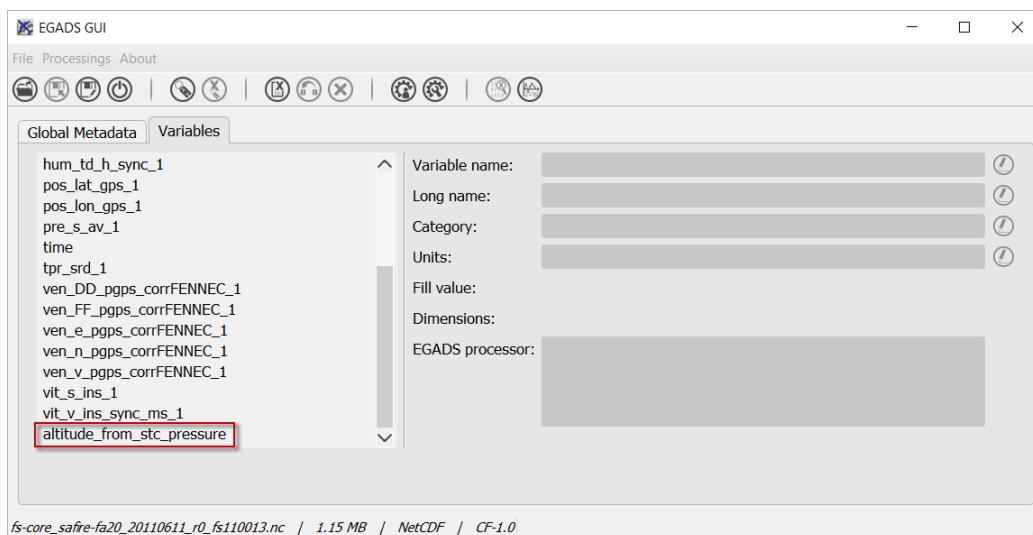 EGADS GUI
File Processings About
Global Metadata Variables
hum_td_h_sync_1
pos_lat_gps_1
pos_lon_gps_1
pre_s_av_1
time
tpr_srd_1
ven_DD_pgps_corrFENNEC_1
ven_FF_pgps_corrFENNEC_1
ven_e_pgps_corrFENNEC_1
ven_n_pgps_corrFENNEC_1
ven_v_pgps_corrFENNEC_1
vit_s_ins_1
vit_v_ins_sync_ms_1
altitude_from_stc_pressure
Variable name:
Long name:
Category:
Units:
Fill value:
Dimensions:
EGADS processor:
fs-core_safire-fa20_20110611_r0_fs110013.nc | 1.15 MB | NetCDF | CF-1.0